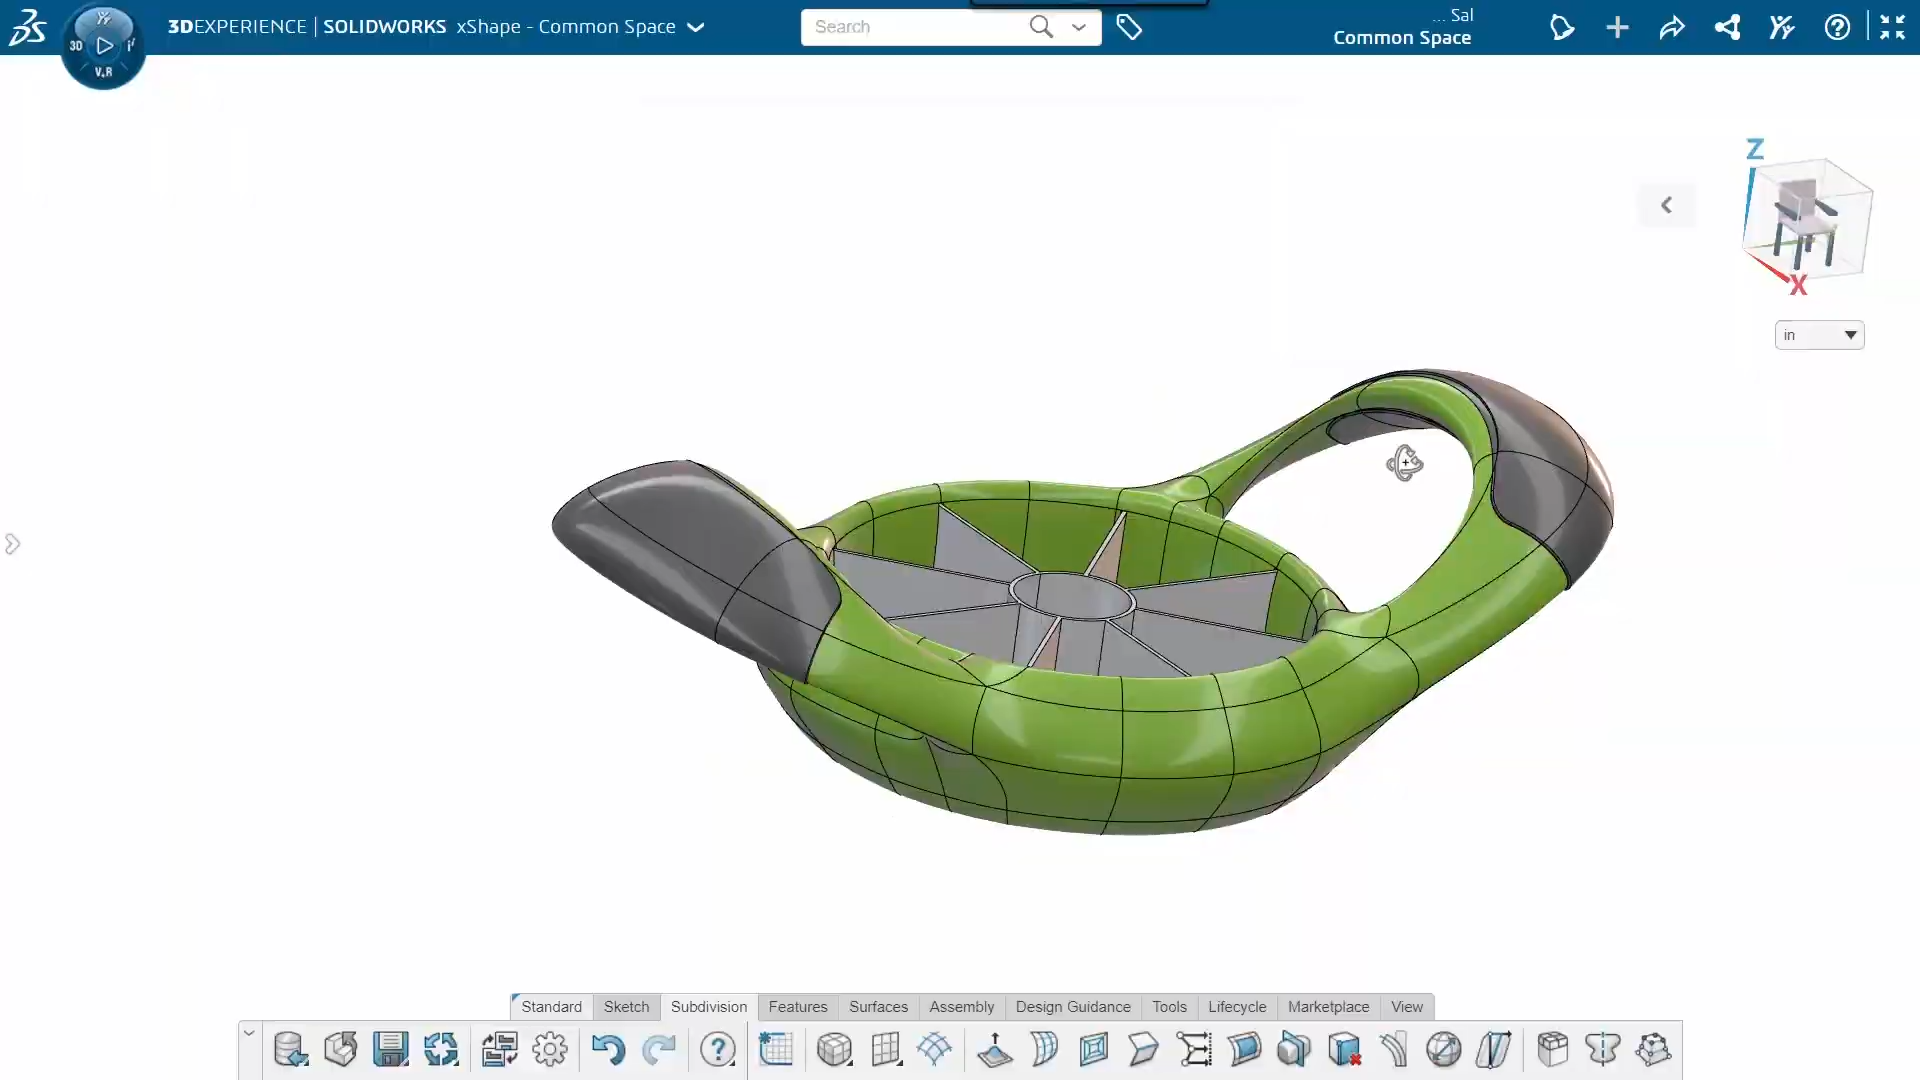 3DEXPERIENCE | SOLIDWORKS xShape - Common Space
Search
... Sal
Common Space
3D
V.R
Z
X
in
Standard Sketch Subdivision Features Surfaces Assembly Design Guidance Tools Lifecycle Marketplace View